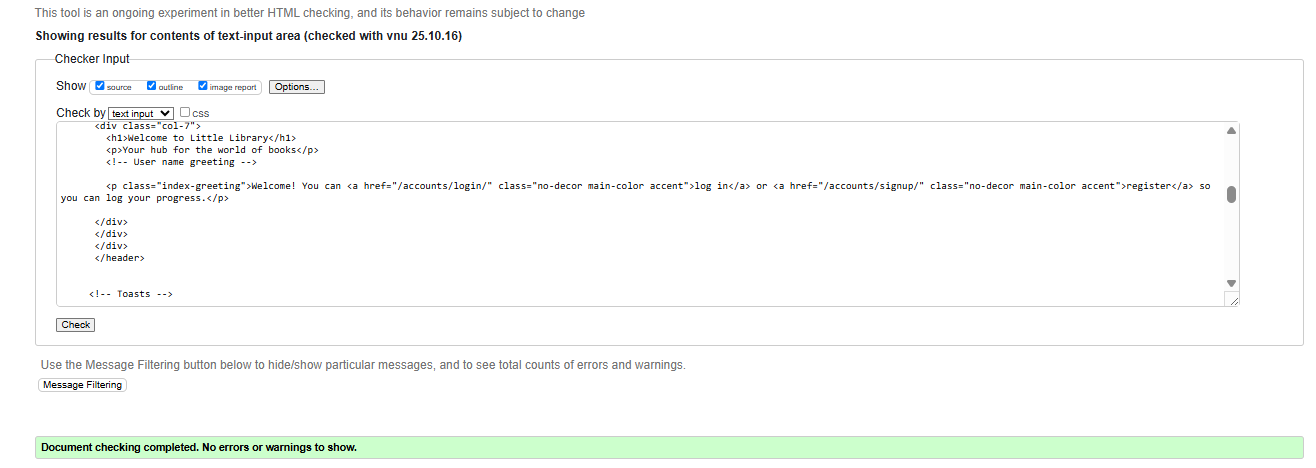 This tool is an ongoing experiment in better HTML checking, and its behavior remains subject to change
Showing results for contents of text-input area (checked with vnu 25.10.16)
Checker Input
Show source outline image report Options...
Check by text input css
<div class="col-7">
<h1>Welcome to Little Library</h1>
<p>Your hub for the world of books</p>
<!-- User name greeting -->
<p class="index-greeting">Welcome! You can <a href="/accounts/login/" class="no-decor main-color accent">log in</a> or <a href="/accounts/signup/" class="no-decor main-color accent">register</a> so
you can log your progress.</p>
</div>
</div>
</div>
</header>
<!-- Toasts -->
Check
Use the Message Filtering button below to hide/show particular messages, and to see total counts of errors and warnings.
Message Filtering
Document checking completed. No errors or warnings to show.